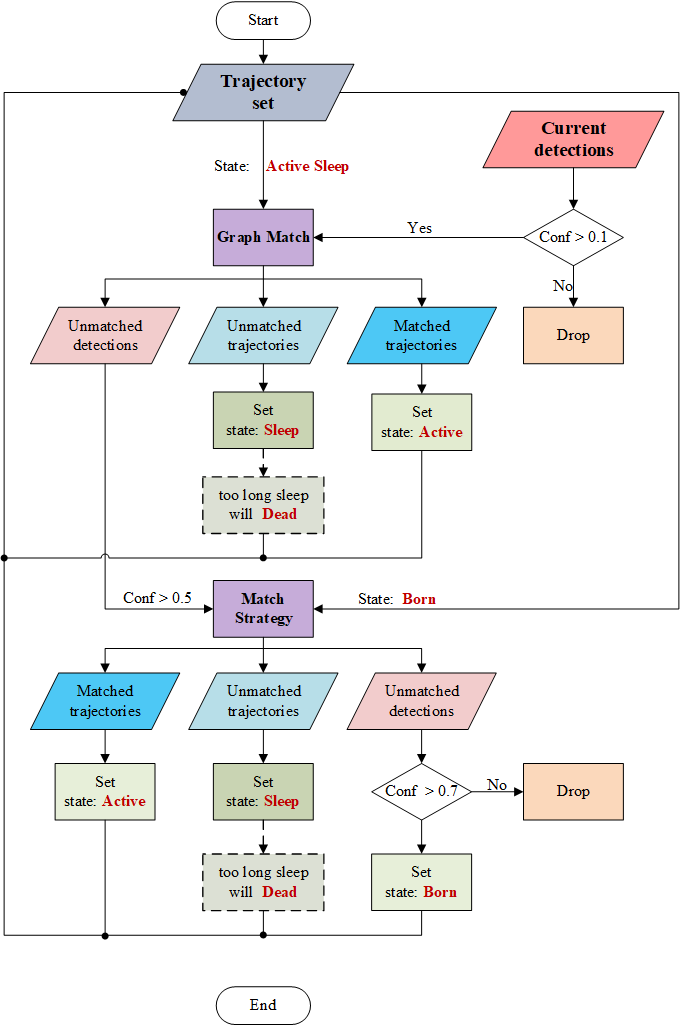 Start
Trajectory
set
Current
detections
State: Active Sleep
Graph Match
Yes
Conf > 0.1
No
Unmatched
detections
Unmatched
trajectories
Matched
trajectories
Drop
Set
state: Sleep
Set
state: Active
too long sleep
will Dead
Conf > 0.5
Match
Strategy
State: Born
Matched
trajectories
Unmatched
trajectories
Unmatched
detections
Set
state: Active
Set
state: Sleep
Conf > 0.7
No
Drop
too long sleep
will Dead
Set
state: Born
End